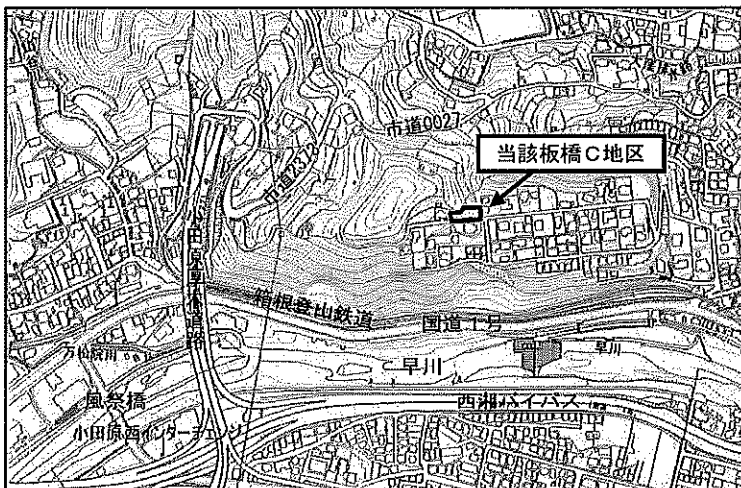 市道0027
当該板橋C地区
市道2373
小田原厚木道路
箱根登山鉄道
国道1号
早川
早川
風祭橋
西湘バイパス
小田原西インターチェンジ